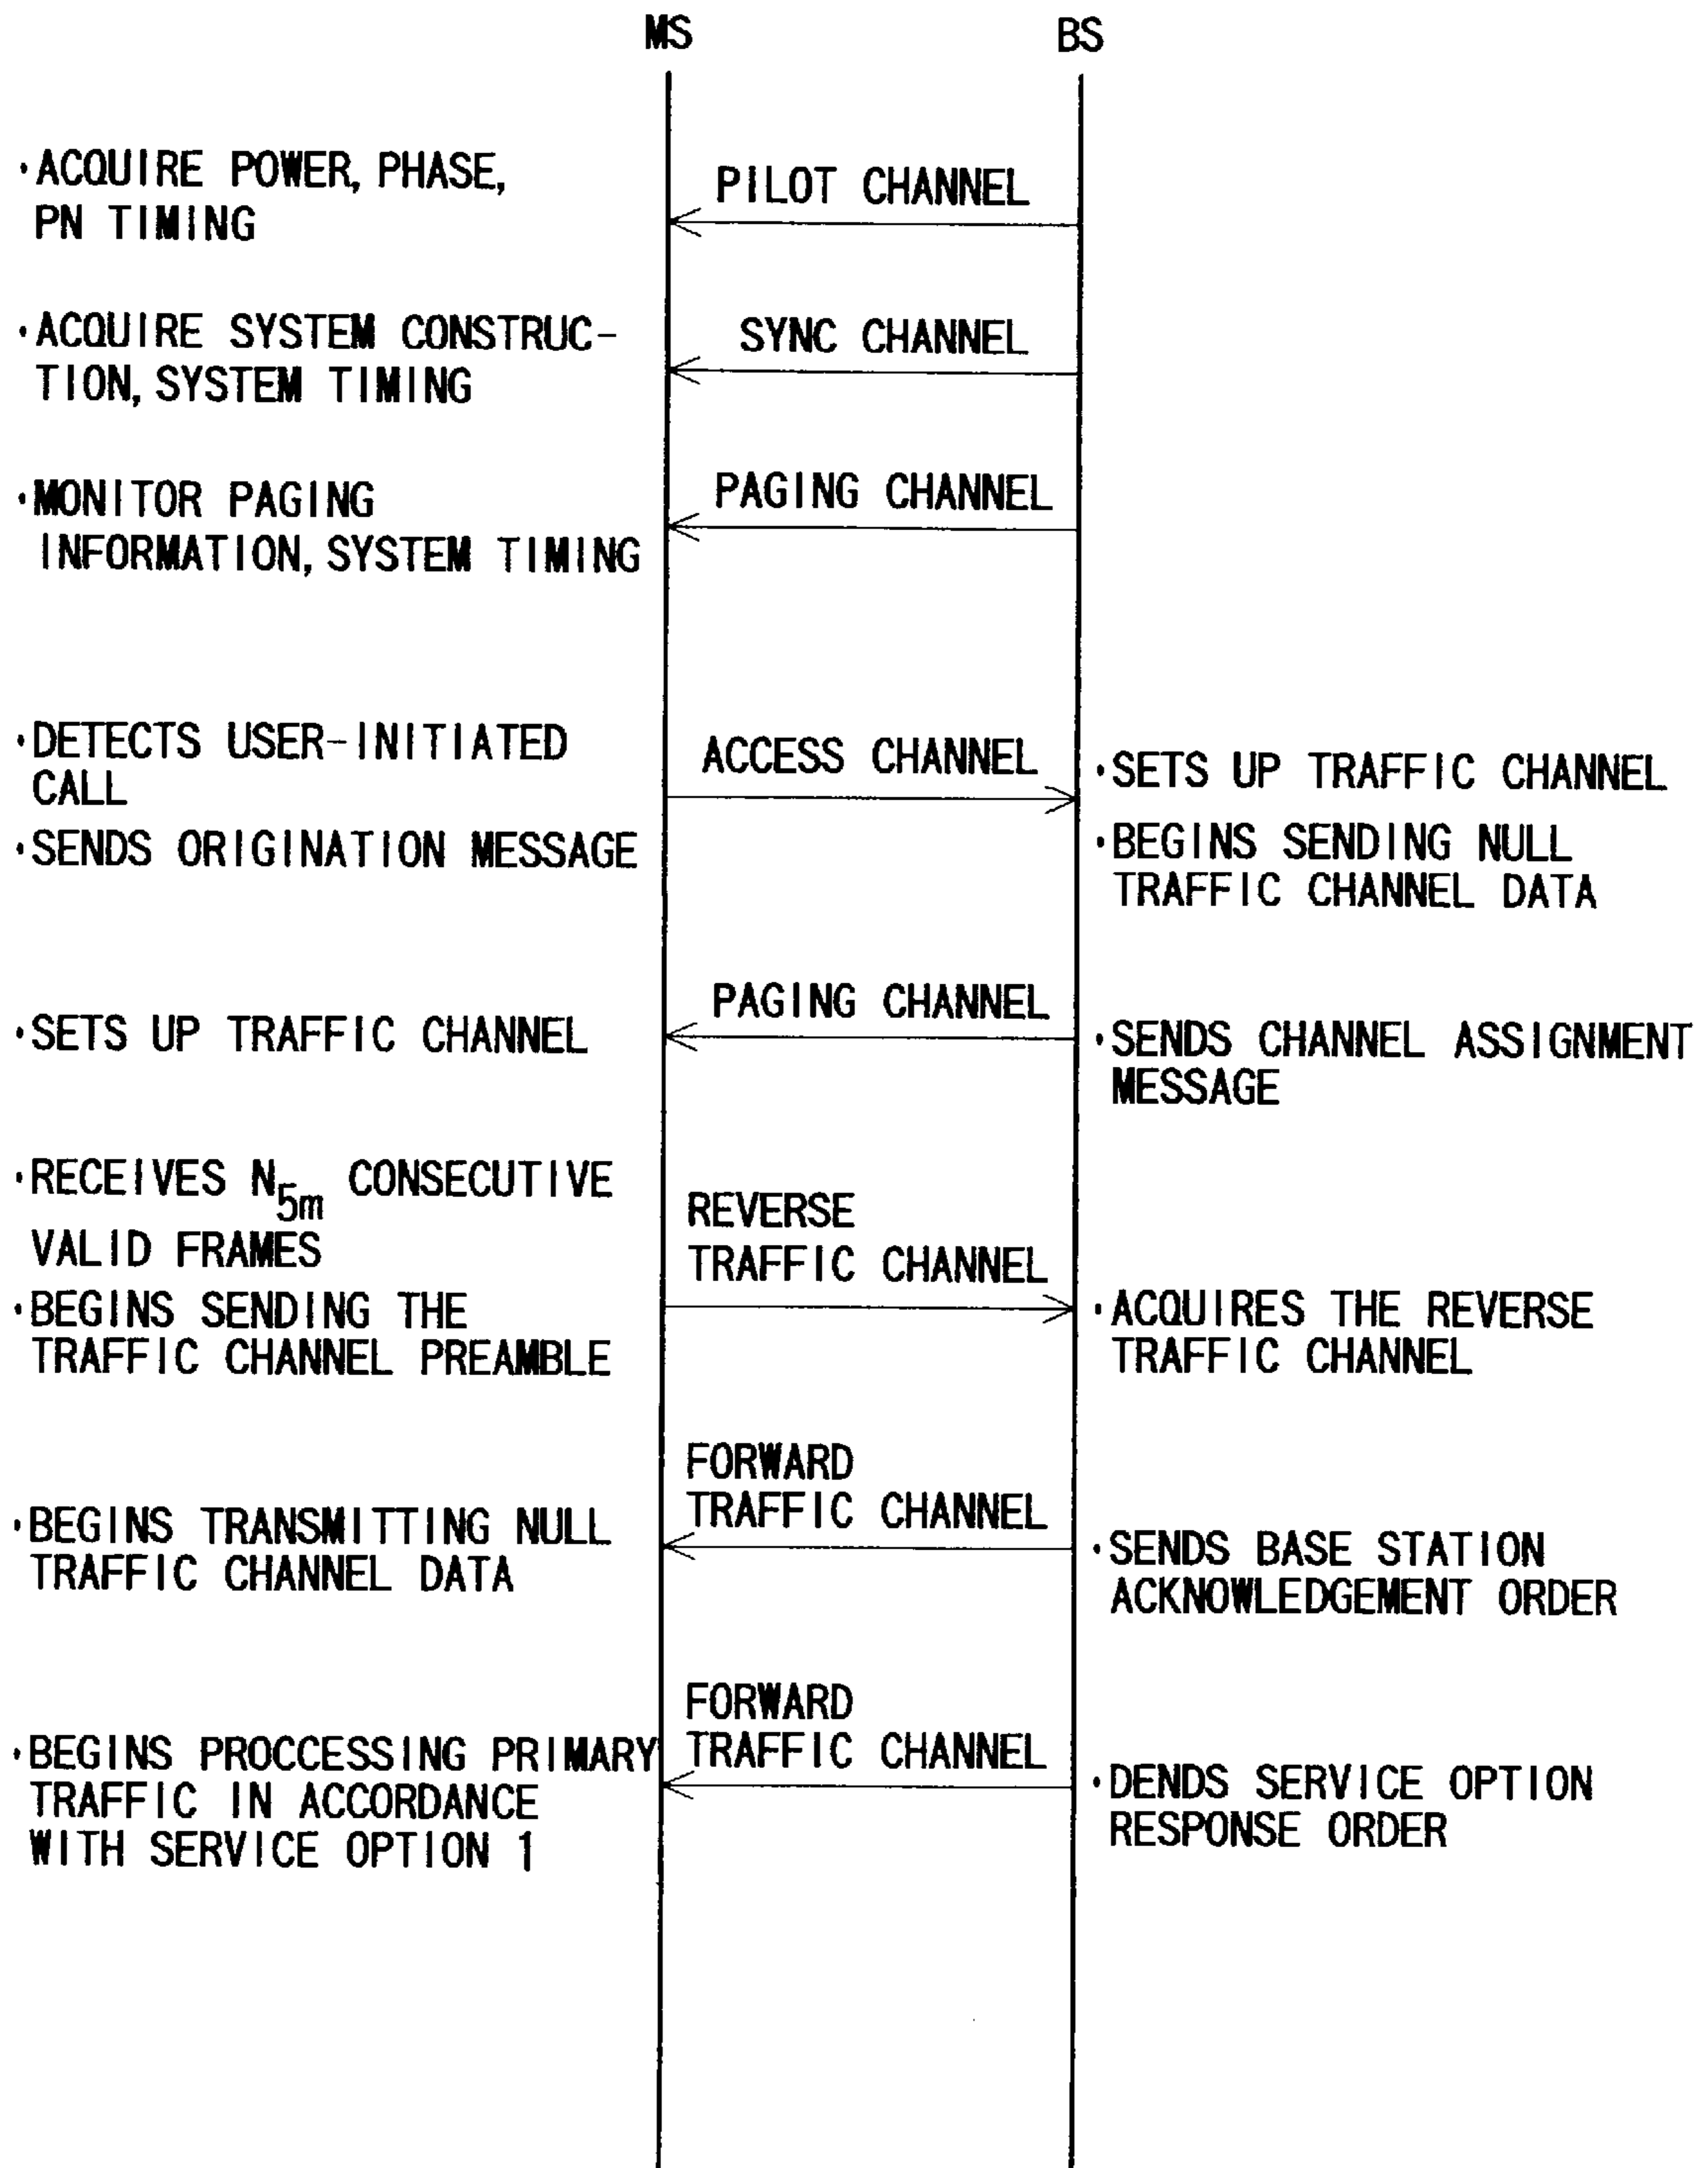 MS
BS
·ACQUIRE POWER, PHASE,
PN TIMING
PILOT CHANNEL
·ACQUIRE SYSTEM CONSTRUC-
TION, SYSTEM TIMING
SYNC CHANNEL
·MONITOR PAGING
INFORMATION, SYSTEM TIMING
PAGING CHANNEL
·DETECTS USER-INITIATED
CALL
·SENDS ORIGINATION MESSAGE
ACCESS CHANNEL
·SETS UP TRAFFIC CHANNEL
·BEGINS SENDING NULL
TRAFFIC CHANNEL DATA
·SETS UP TRAFFIC CHANNEL
PAGING CHANNEL
·SENDS CHANNEL ASSIGNMENT
MESSAGE
·RECEIVES N5m CONSECUTIVE
VALID FRAMES
·BEGINS SENDING THE
TRAFFIC CHANNEL PREAMBLE
REVERSE
TRAFFIC CHANNEL
·ACQUIRES THE REVERSE
TRAFFIC CHANNEL
·BEGINS TRANSMITTING NULL
TRAFFIC CHANNEL DATA
FORWARD
TRAFFIC CHANNEL
·SENDS BASE STATION
ACKNOWLEDGEMENT ORDER
·BEGINS PROCCESSING PRIMARY
TRAFFIC IN ACCORDANCE
WITH SERVICE OPTION 1
FORWARD
TRAFFIC CHANNEL
·DENDS SERVICE OPTION
RESPONSE ORDER